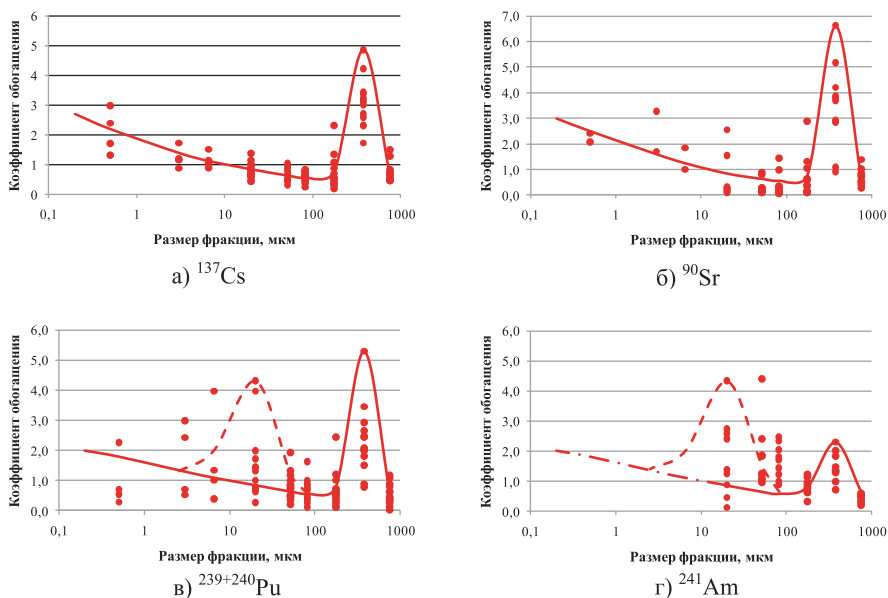 Коэффициент обогащения
6
5
4
3
2
1
0
0,1 1 10 100 1000
Размер фракции, мкм
а) ¹³⁷Cs
Коэффициент обогащения
7,0
6,0
5,0
4,0
3,0
2,0
1,0
0,0
0,1 1 10 100 1000
Размер фракции, мкм
б) ⁹⁰Sr
Коэффициент обогащения
6,0
5,0
4,0
3,0
2,0
1,0
0,0
0,1 1 10 100 1000
Размер фракции, мкм
в) ²³⁹⁺²⁴⁰Pu
Коэффициент обогащения
6,0
5,0
4,0
3,0
2,0
1,0
0,0
0,1 1 10 100 1000
Размер фракции, мкм
г) ²⁴¹Am